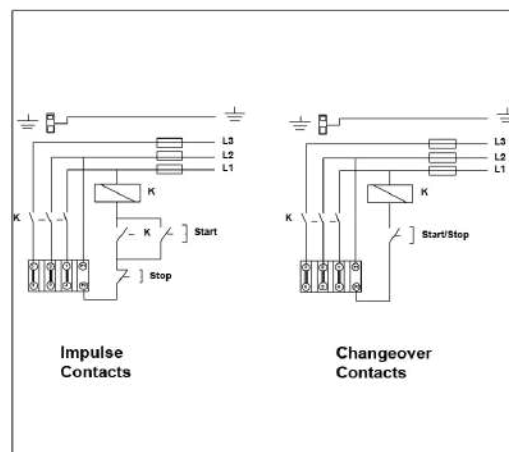 L3
L2
L1
K
K
K
Start
Stop
Impulse
Contacts
L3
L2
L1
K
K
Start/Stop
Changeover
Contacts